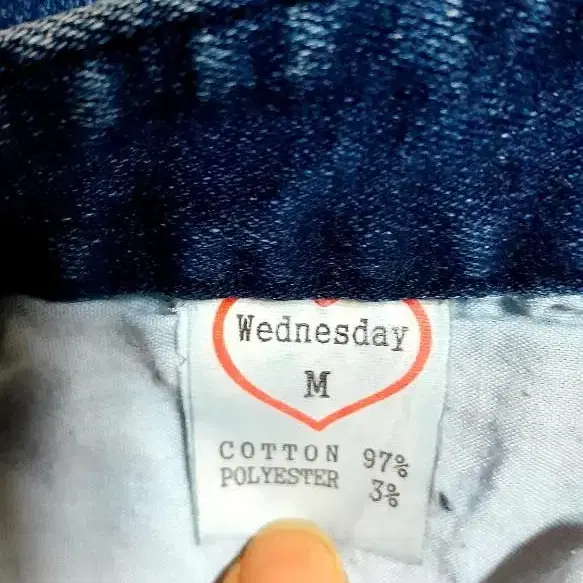 Wednesday
M
COTTON 97%
POLYESTER 3%